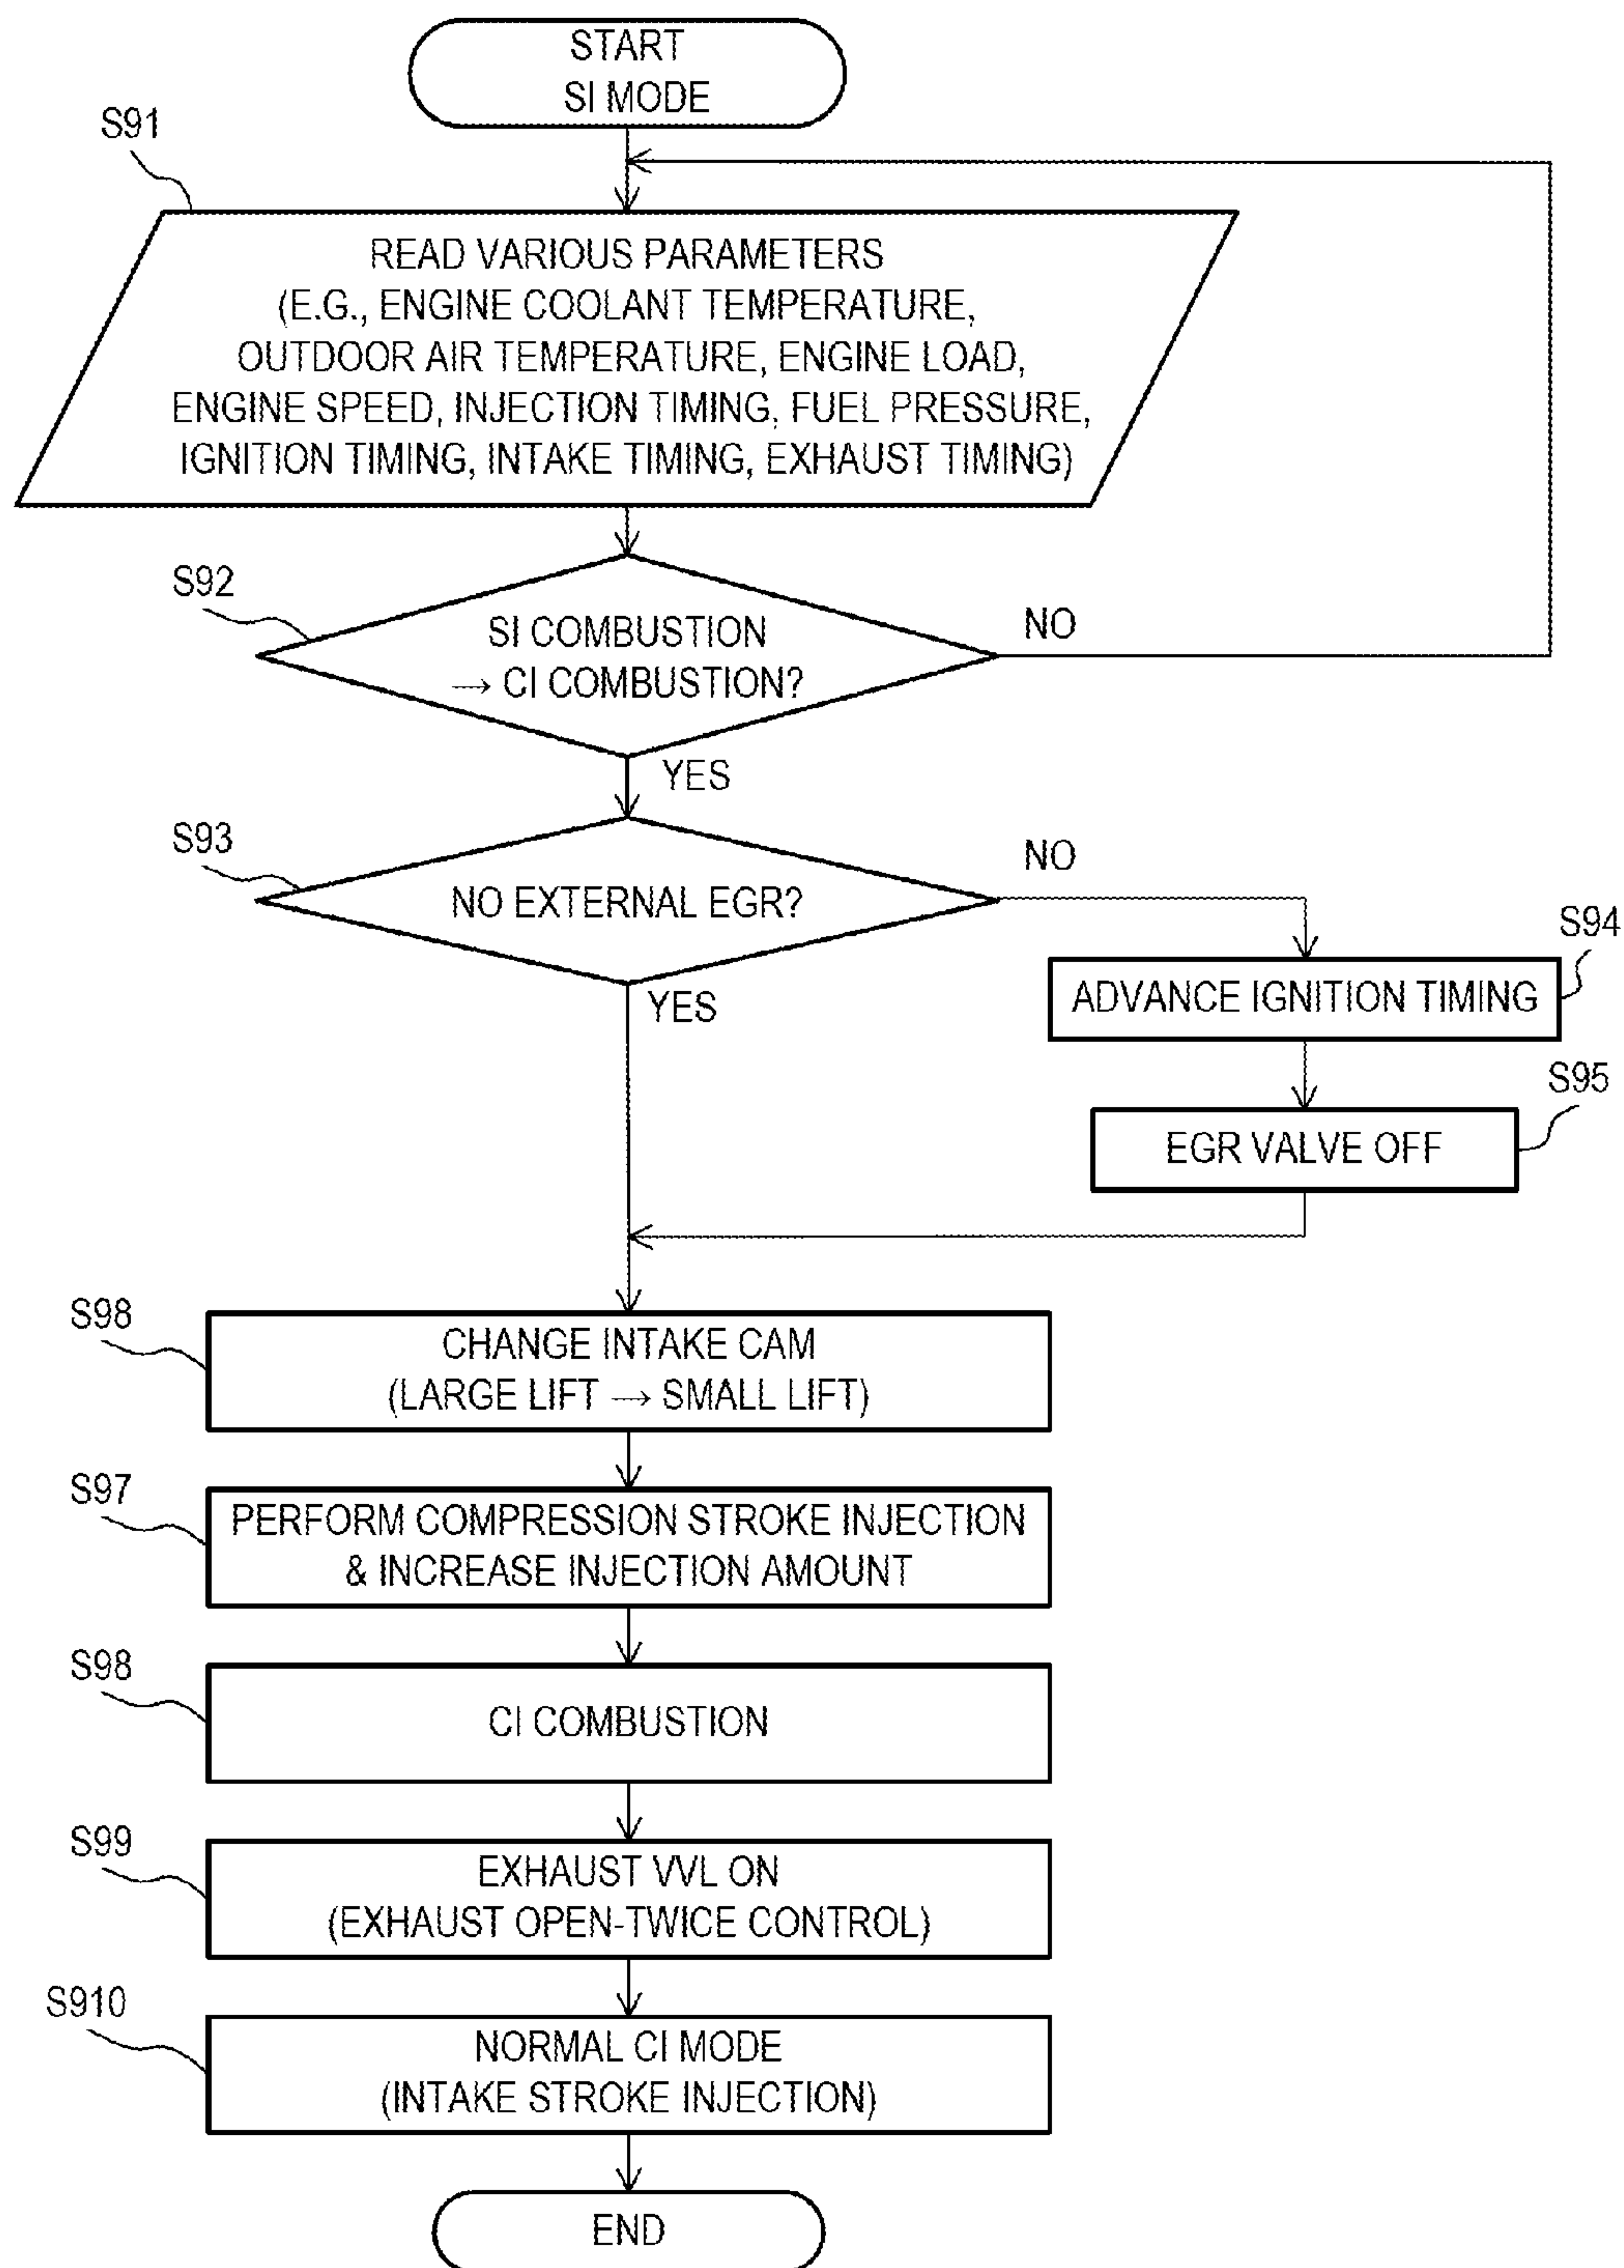 START
SI MODE
S91
READ VARIOUS PARAMETERS
(E.G., ENGINE COOLANT TEMPERATURE,
OUTDOOR AIR TEMPERATURE, ENGINE LOAD,
ENGINE SPEED, INJECTION TIMING, FUEL PRESSURE,
IGNITION TIMING, INTAKE TIMING, EXHAUST TIMING)
S92
SI COMBUSTION
→ CI COMBUSTION?
NO
YES
S93
NO EXTERNAL EGR?
NO
YES
S94
ADVANCE IGNITION TIMING
S95
EGR VALVE OFF
S98
CHANGE INTAKE CAM
(LARGE LIFT → SMALL LIFT)
S97
PERFORM COMPRESSION STROKE INJECTION
& INCREASE INJECTION AMOUNT
S98
CI COMBUSTION
S99
EXHAUST VVL ON
(EXHAUST OPEN-TWICE CONTROL)
S910
NORMAL CI MODE
(INTAKE STROKE INJECTION)
END